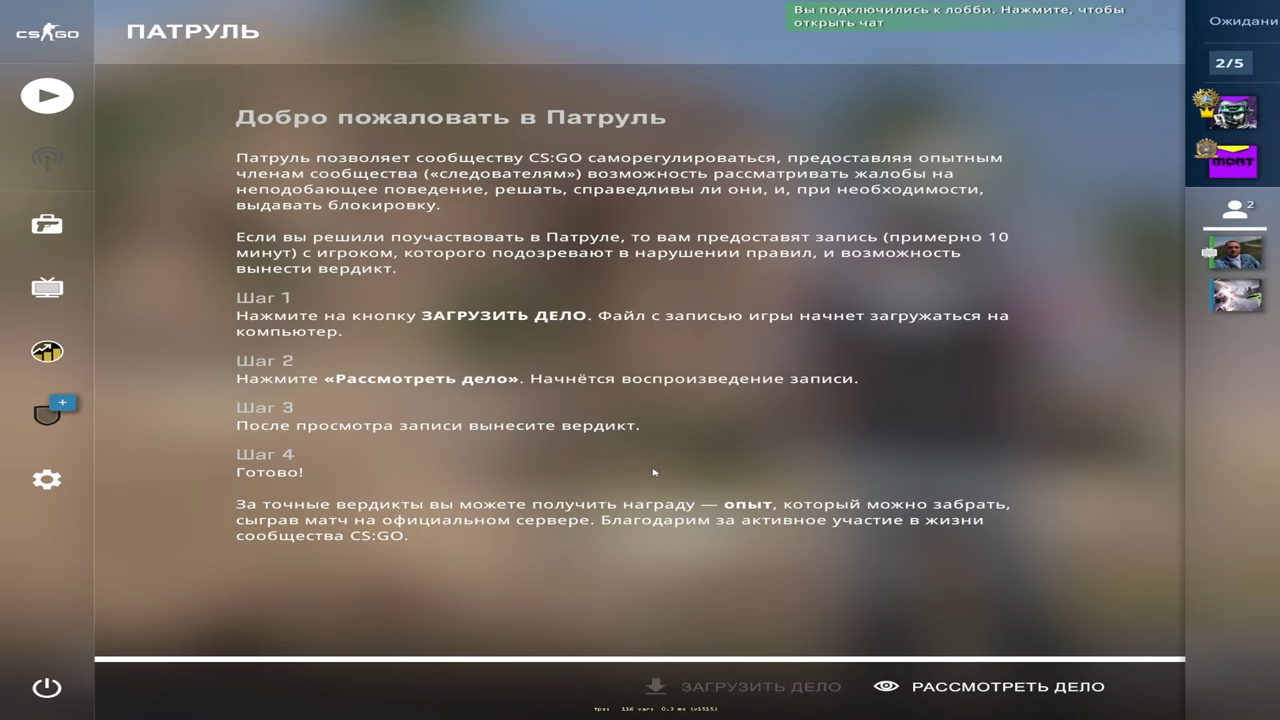 CS:GO
ПАТРУЛЬ
Вы подключились к лобби. Нажмите, чтобы
открыть чат
Ожидани
2/5
Добро пожаловать в Патруль
Патруль позволяет сообществу CS:GO саморегулироваться, предоставляя опытным
членам сообщества («следователям») возможность рассматривать жалобы на
неподобающее поведение, решать, справедливы ли они, и, при необходимости,
выдавать блокировку.
Если вы решили поучаствовать в Патруле, то вам предоставят запись (примерно 10
минут) с игроком, которого подозревают в нарушении правил, и возможность
вынести вердикт.
Шаг 1
Нажмите на кнопку ЗАГРУЗИТЬ ДЕЛО. Файл с записью игры начнет загружаться на
компьютер.
Шаг 2
Нажмите «Рассмотреть дело». Начнётся воспроизведение записи.
Шаг 3
После просмотра записи вынесите вердикт.
Шаг 4
Готово!
За точные вердикты вы можете получить награду — опыт, который можно забрать,
сыграв матч на официальном сервере. Благодарим за активное участие в жизни
сообщества CS:GO.
2
+
ЗАГРУЗИТЬ ДЕЛО
РАССМОТРЕТЬ ДЕЛО